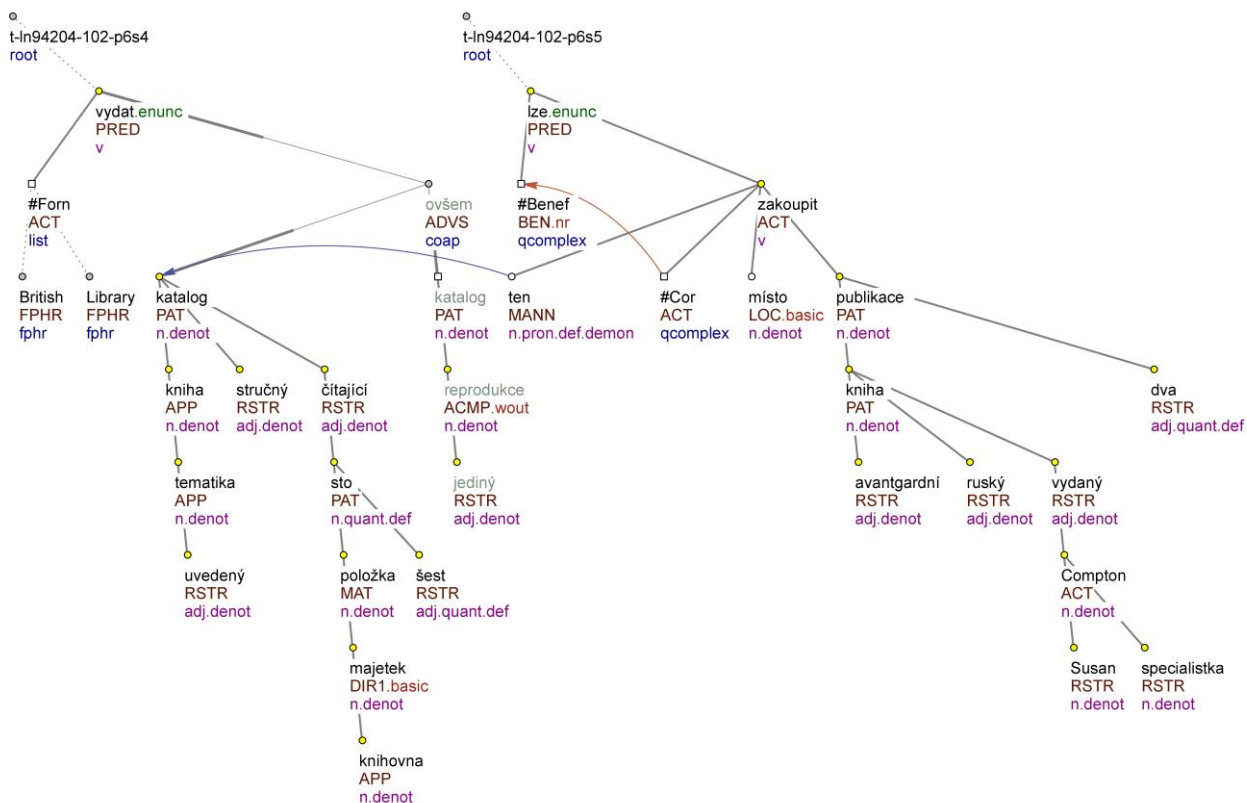 t-ln94204-102-p6s4
root
t-ln94204-102-p6s5
root
vydat.enunc
PRED
v
lze.enunc
PRED
v
#Forn
ACT
list
ovšem
ADVS
coap
#Benef
BEN.nr
qcomplex
zakoupit
ACT
v
British
FPHR
fphr
Library
FPHR
fphr
katalog
PAT
n.denot
katalog
PAT
n.denot
ten
MANN
n.pron.def.demon
#Cor
ACT
qcomplex
místo
LOC.basic
n.denot
publikace
PAT
n.denot
kniha
APP
n.denot
stručný
RSTR
adj.denot
čítající
RSTR
adj.denot
reprodukce
ACMP.wout
n.denot
kniha
PAT
n.denot
dva
RSTR
adj.quant.def
tematika
APP
n.denot
sto
PAT
n.quant.def
jediný
RSTR
adj.denot
avantgardní
RSTR
adj.denot
ruský
RSTR
adj.denot
vydaný
RSTR
adj.denot
uvedený
RSTR
adj.denot
položka
MAT
n.denot
šest
RSTR
adj.quant.def
Compton
ACT
n.denot
majetek
DIR1.basic
n.denot
Susan
RSTR
n.denot
specialistka
RSTR
n.denot
knihovna
APP
n.denot